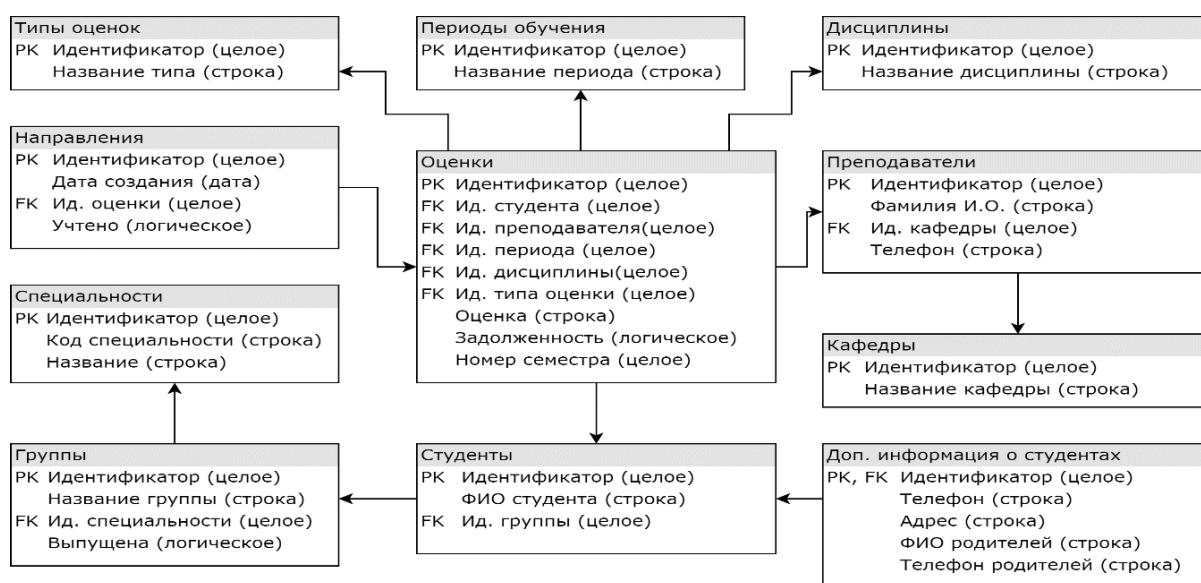 Типы оценок
PK Идентификатор (целое)
Название типа (строка)
Периоды обучения
PK Идентификатор (целое)
Название периода (строка)
Дисциплины
PK Идентификатор (целое)
Название дисциплины (строка)
Направления
PK Идентификатор (целое)
Дата создания (дата)
FK Ид. оценки (целое)
Учтено (логическое)
Оценки
PK Идентификатор (целое)
FK Ид. студента (целое)
FK Ид. преподавателя(целое)
FK Ид. периода (целое)
FK Ид. дисциплины(целое)
FK Ид. типа оценки (целое)
Оценка (строка)
Задолженность (логическое)
Номер семестра (целое)
Преподаватели
PK Идентификатор (целое)
Фамилия И.О. (строка)
FK Ид. кафедры (целое)
Телефон (строка)
Специальности
PK Идентификатор (целое)
Код специальности (строка)
Название (строка)
Кафедры
PK Идентификатор (целое)
Название кафедры (строка)
Группы
PK Идентификатор (целое)
Название группы (строка)
FK Ид. специальности (целое)
Выпущена (логическое)
Студенты
PK Идентификатор (целое)
ФИО студента (строка)
FK Ид. группы (целое)
Доп. информация о студентах
PK, FK Идентификатор (целое)
Телефон (строка)
Адрес (строка)
ФИО родителей (строка)
Телефон родителей (строка)